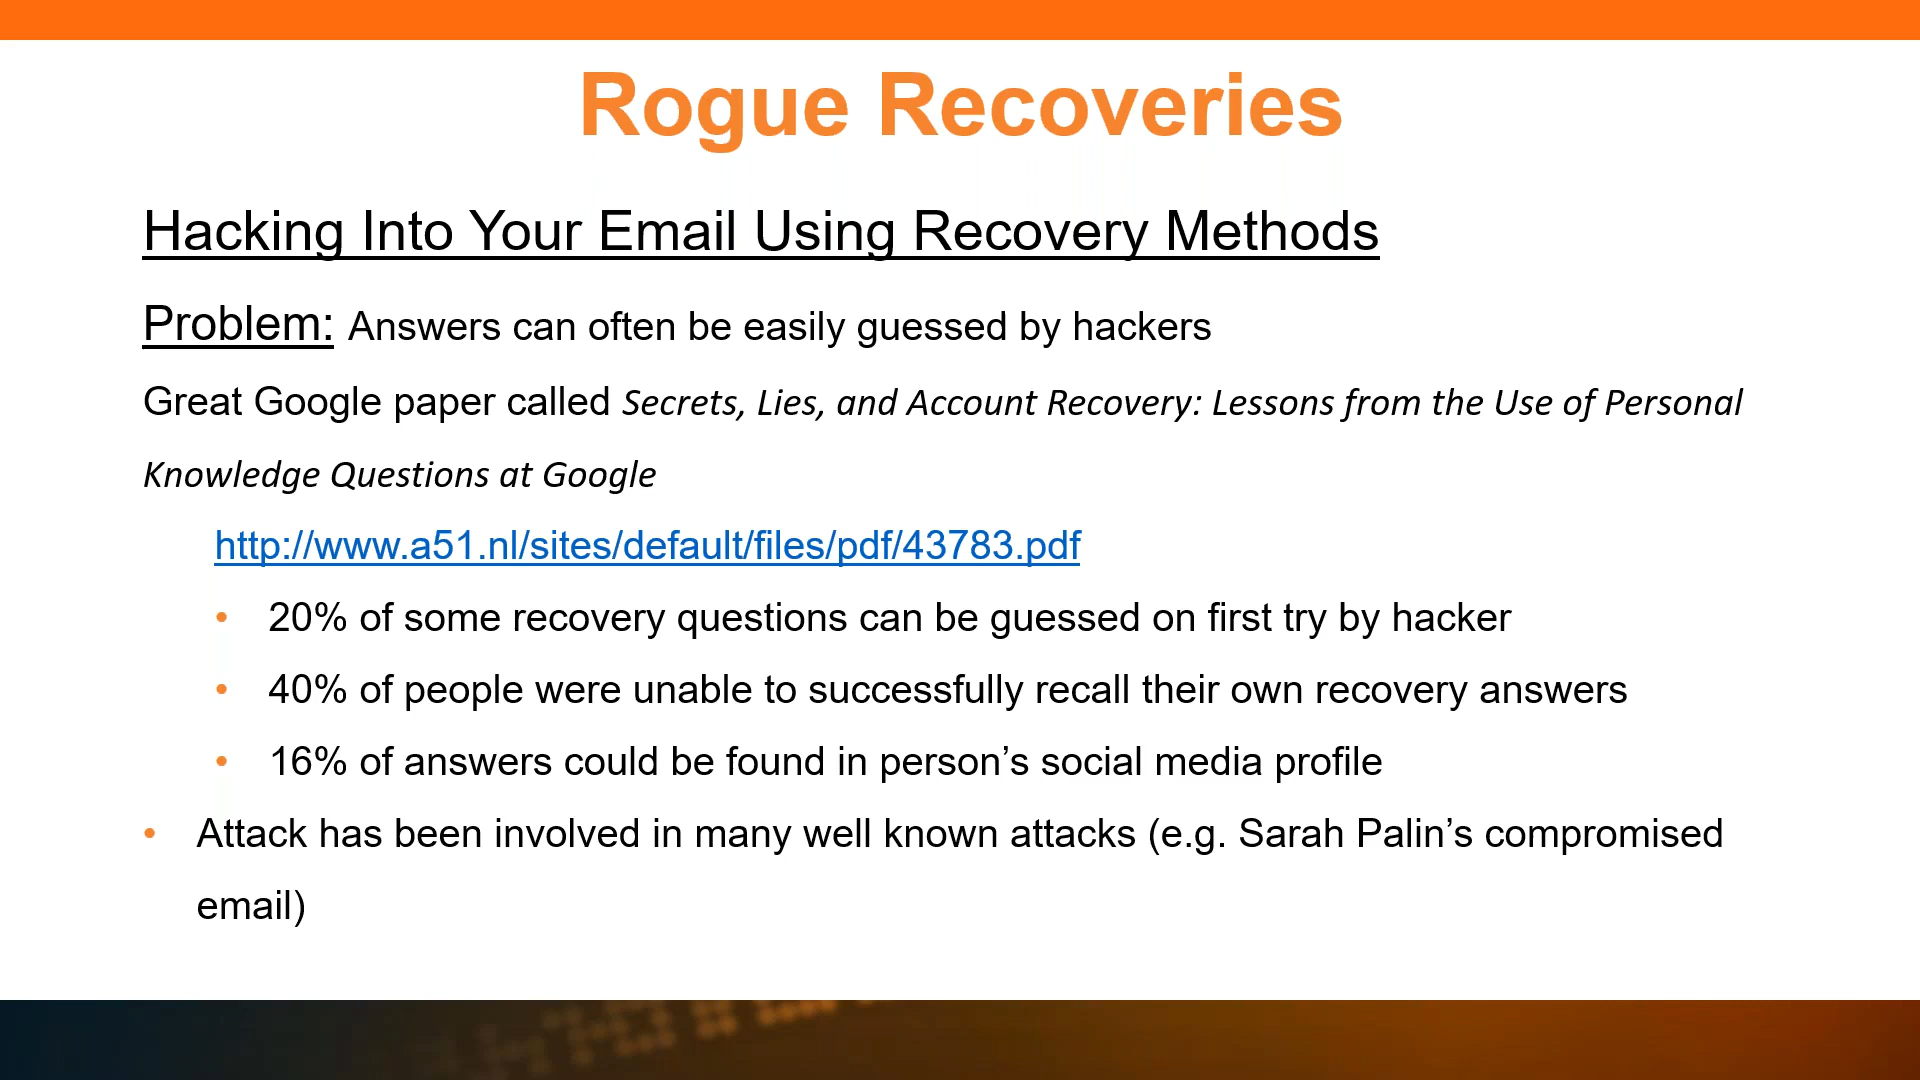 Rogue Recoveries
Hacking Into Your Email Using Recovery Methods
Problem: Answers can often be easily guessed by hackers
Great Google paper called Secrets, Lies, and Account Recovery: Lessons from the Use of Personal
Knowledge Questions at Google
http://www.a51.nl/sites/default/files/pdf/43783.pdf
• 20% of some recovery questions can be guessed on first try by hacker
• 40% of people were unable to successfully recall their own recovery answers
• 16% of answers could be found in person’s social media profile
• Attack has been involved in many well known attacks (e.g. Sarah Palin’s compromised
email)